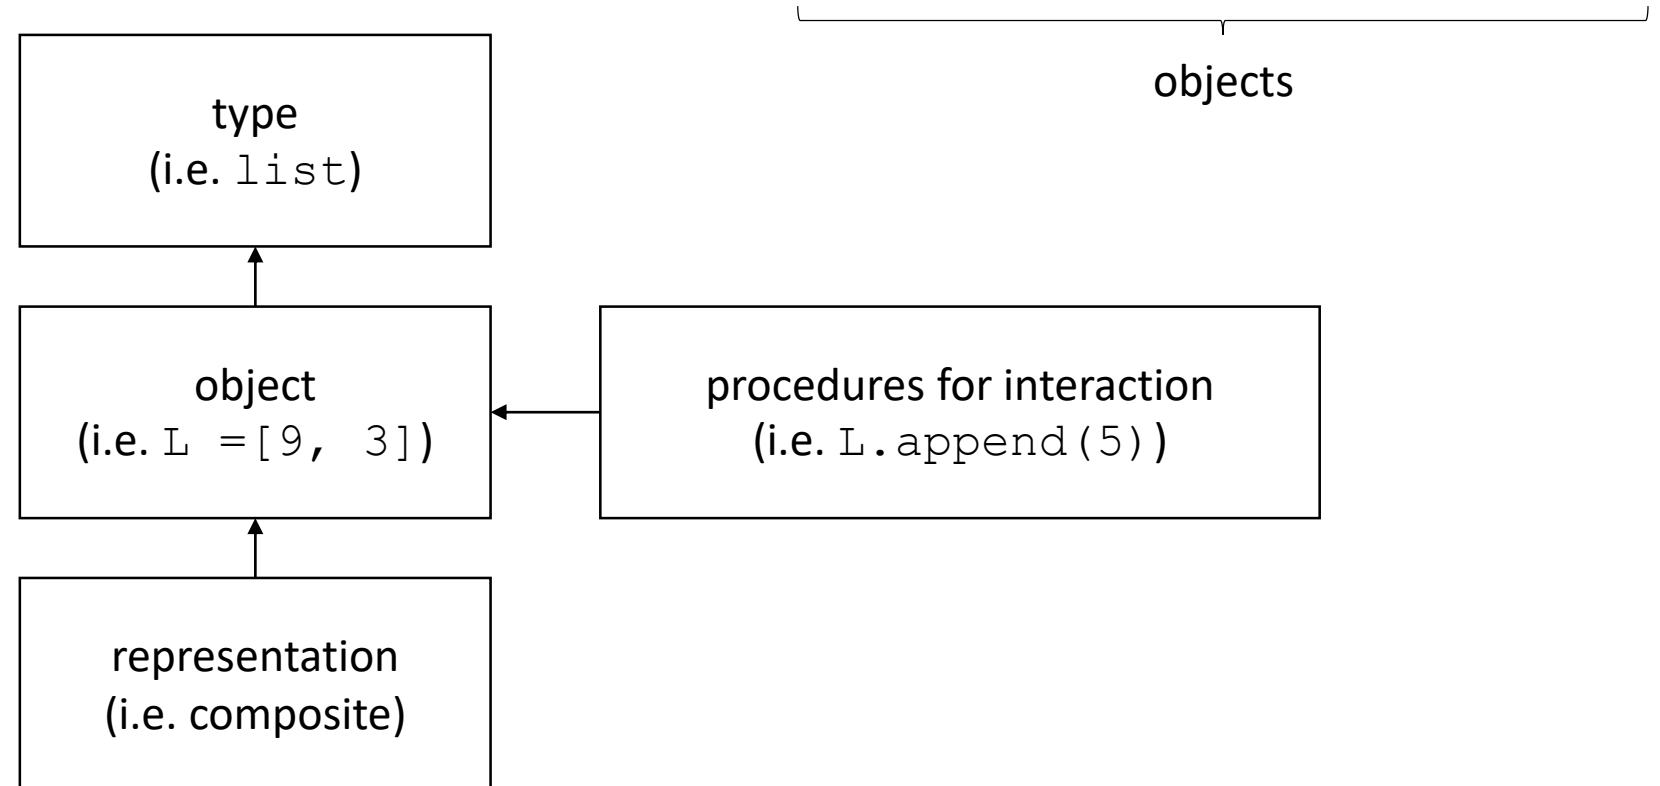 objects
type
(i.e. list)
object
(i.e. L =[9, 3])
procedures for interaction
(i.e. L.append(5))
representation
(i.e. composite)